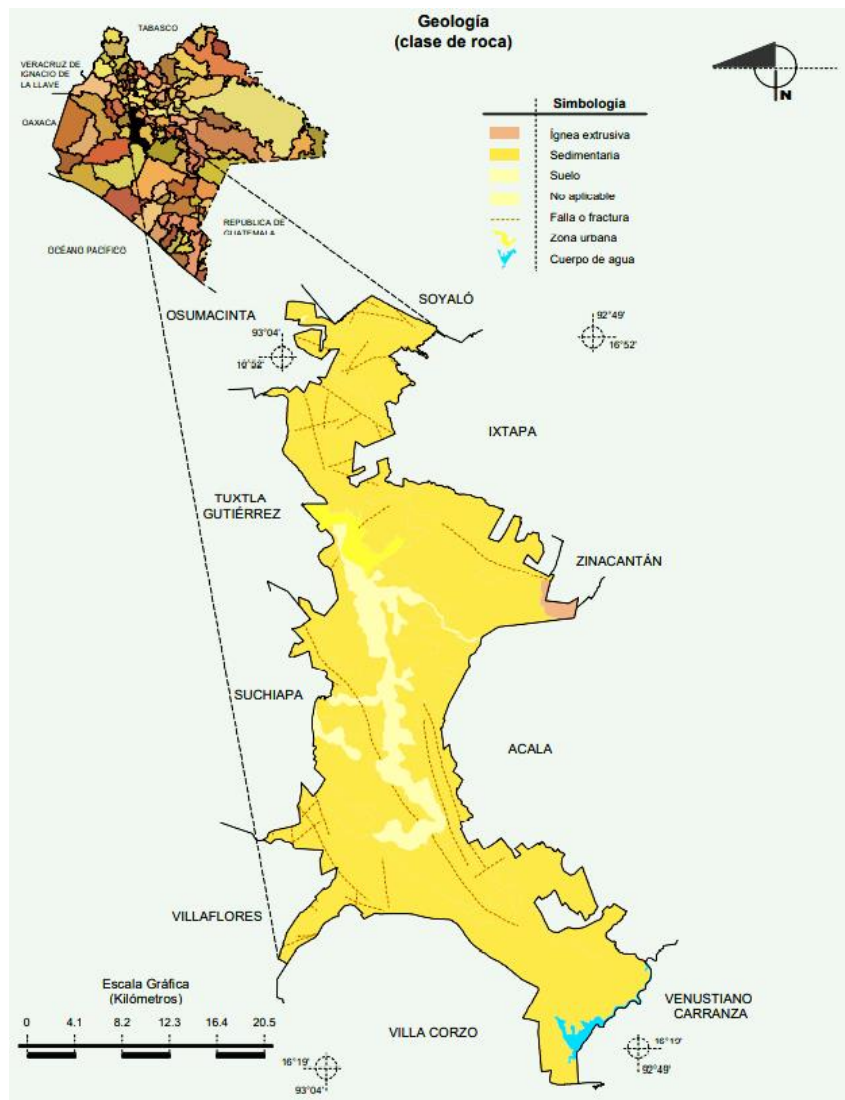 Geología
(clase de roca)
TABASCO
VERACRUZ DE
IGNACIO DE
LA LLAVE
OAXACA
REPUBLICA DE
GUATEMALA
OCÉANO PACÍFICO
N
Simbología
Ígnea extrusiva
Sedimentaria
Suelo
No aplicable
Falla o fractura
Zona urbana
Cuerpo de agua
OSUMACINTA
SOYALÓ
93°04'
16°52'
92°49'
16°52'
IXTAPA
TUXTLA
GUTIÉRREZ
ZINACANTÁN
SUCHIAPA
ACALA
VILLAFLORES
VENUSTIANO
CARRANZA
VILLA CORZO
Escala Gráfica
(Kilómetros)
0 4.1 8.2 12.3 16.4 20.5
16°19'
93°04'
16°19'
92°49'